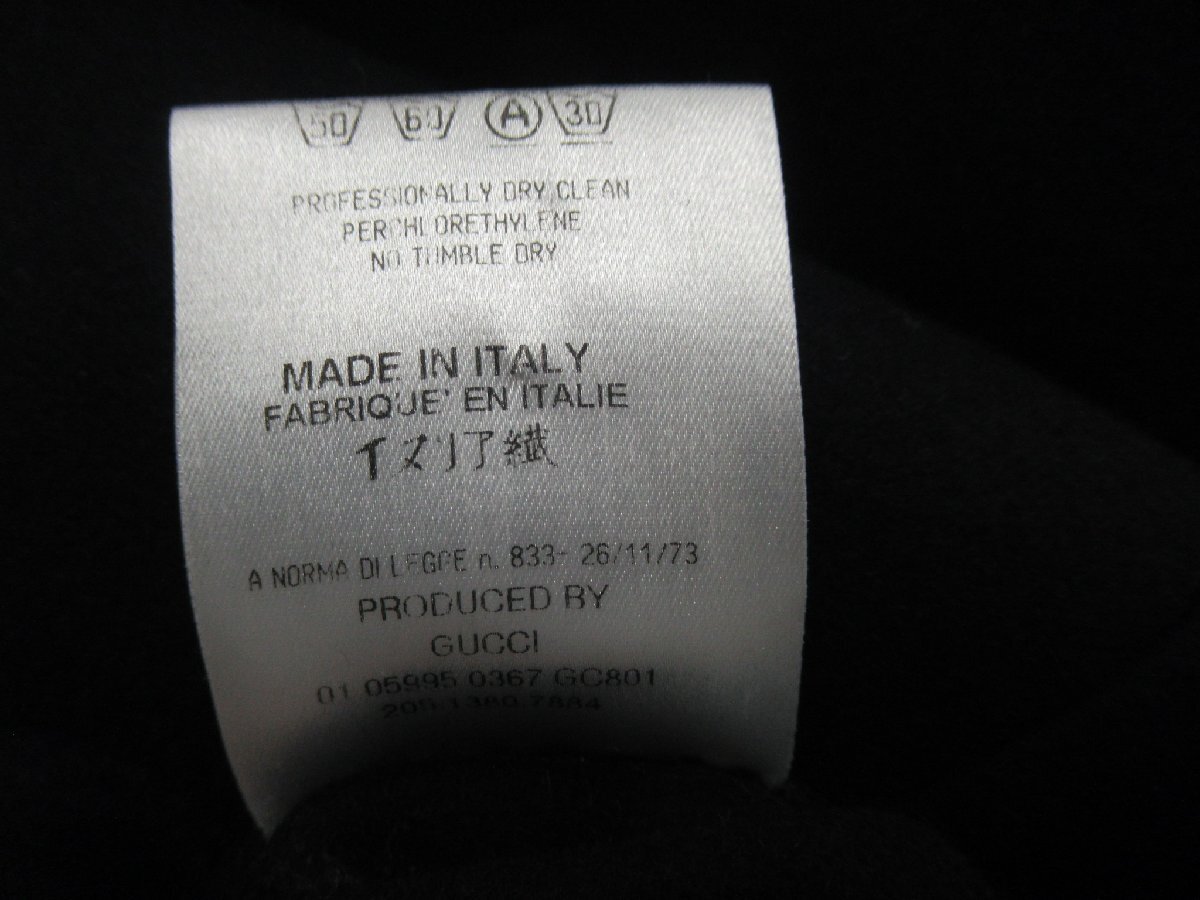 50 60 A 30
PROFESSIONALLY DRY CLEAN
PERCHLORETHYLENE
NO TUMBLE DRY
MADE IN ITALY
FABRIQUE' EN ITALIE
イタリア織
A NORMA DI LEGGE n. 833- 26/11/73
PRODUCED BY
GUCCI
01 05995 0367 GC801